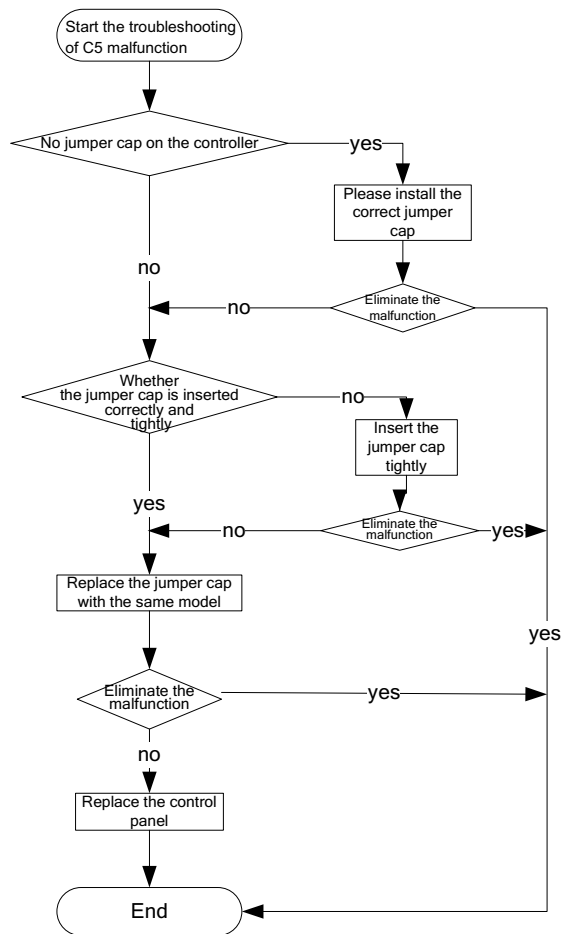 Start the troubleshooting
of C5 malfunction
No jumper cap on the controller
yes
Please install the
correct jumper
cap
no
no
Eliminate the
malfunction
Whether
the jumper cap is inserted
correctly and
tightly
no
Insert the
jumper cap
tightly
yes
no
Eliminate the
malfunction
yes
Replace the jumper cap
with the same model
yes
Eliminate the
malfunction
yes
no
Replace the control
panel
End